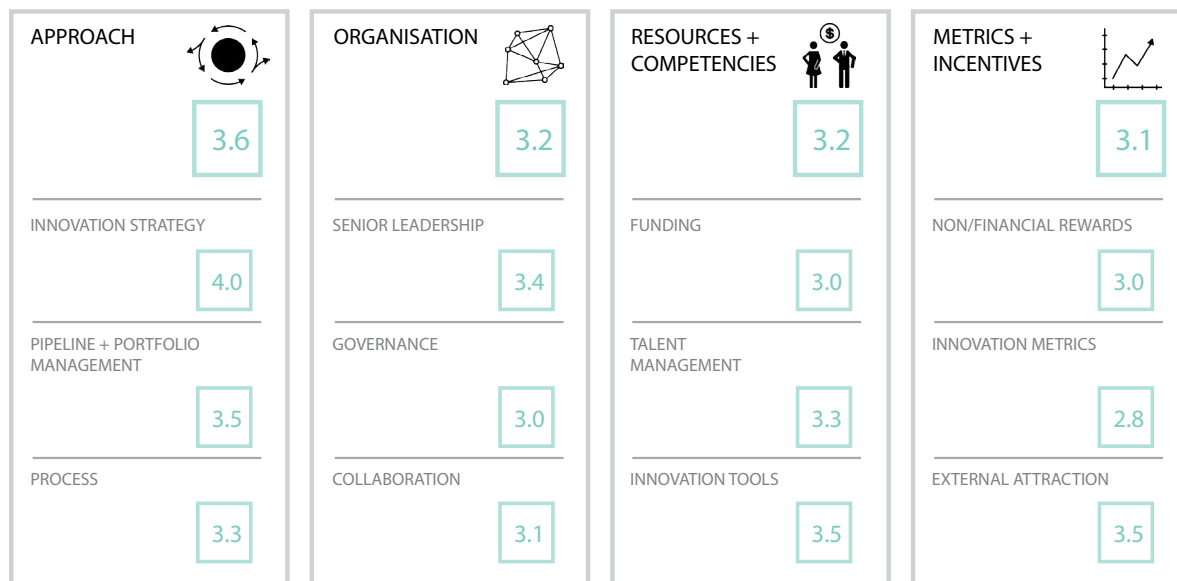 APPROACH
3.6
INNOVATION STRATEGY
4.0
PIPELINE + PORTFOLIO
MANAGEMENT
3.5
PROCESS
3.3
ORGANISATION
3.2
SENIOR LEADERSHIP
3.4
GOVERNANCE
3.0
COLLABORATION
3.1
RESOURCES +
COMPETENCIES
$
3.2
FUNDING
3.0
TALENT
MANAGEMENT
3.3
INNOVATION TOOLS
3.5
METRICS +
INCENTIVES
3.1
NON/FINANCIAL REWARDS
3.0
INNOVATION METRICS
2.8
EXTERNAL ATTRACTION
3.5